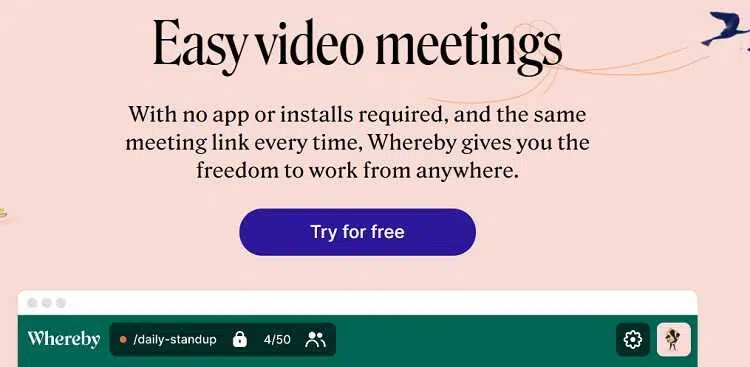 Easy video meetings
With no app or installs required, and the same
meeting link every time, Whereby gives you the
freedom to work from anywhere.
Try for free
Whereby /daily-standup 4/50